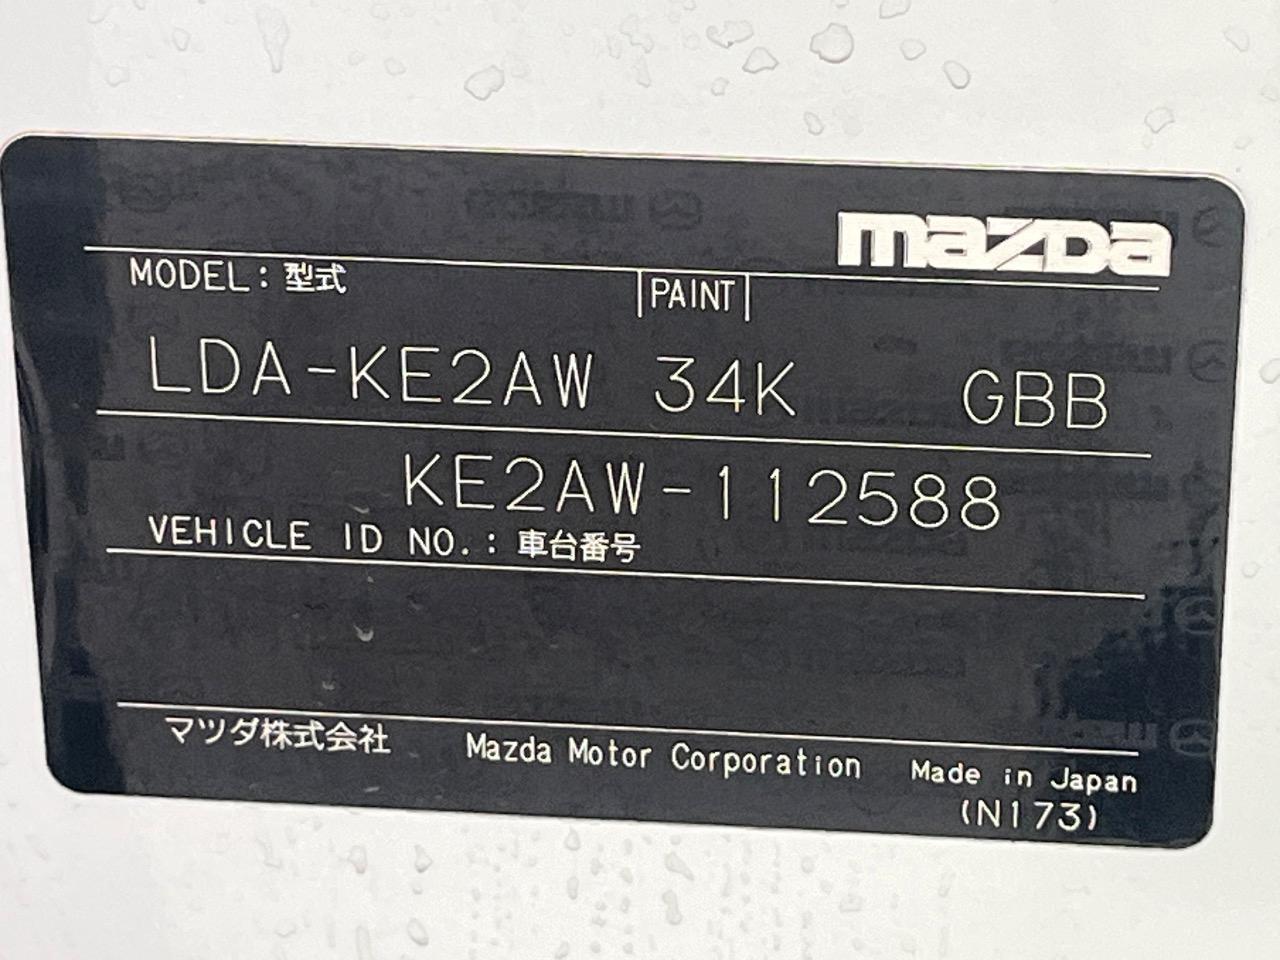 mazda
MODEL: 型式 PAINT
LDA-KE2AW 34K GBB
KE2AW-112588
VEHICLE ID NO.: 車台番号
マツダ株式会社 Mazda Motor Corporation Made in Japan
(N173)